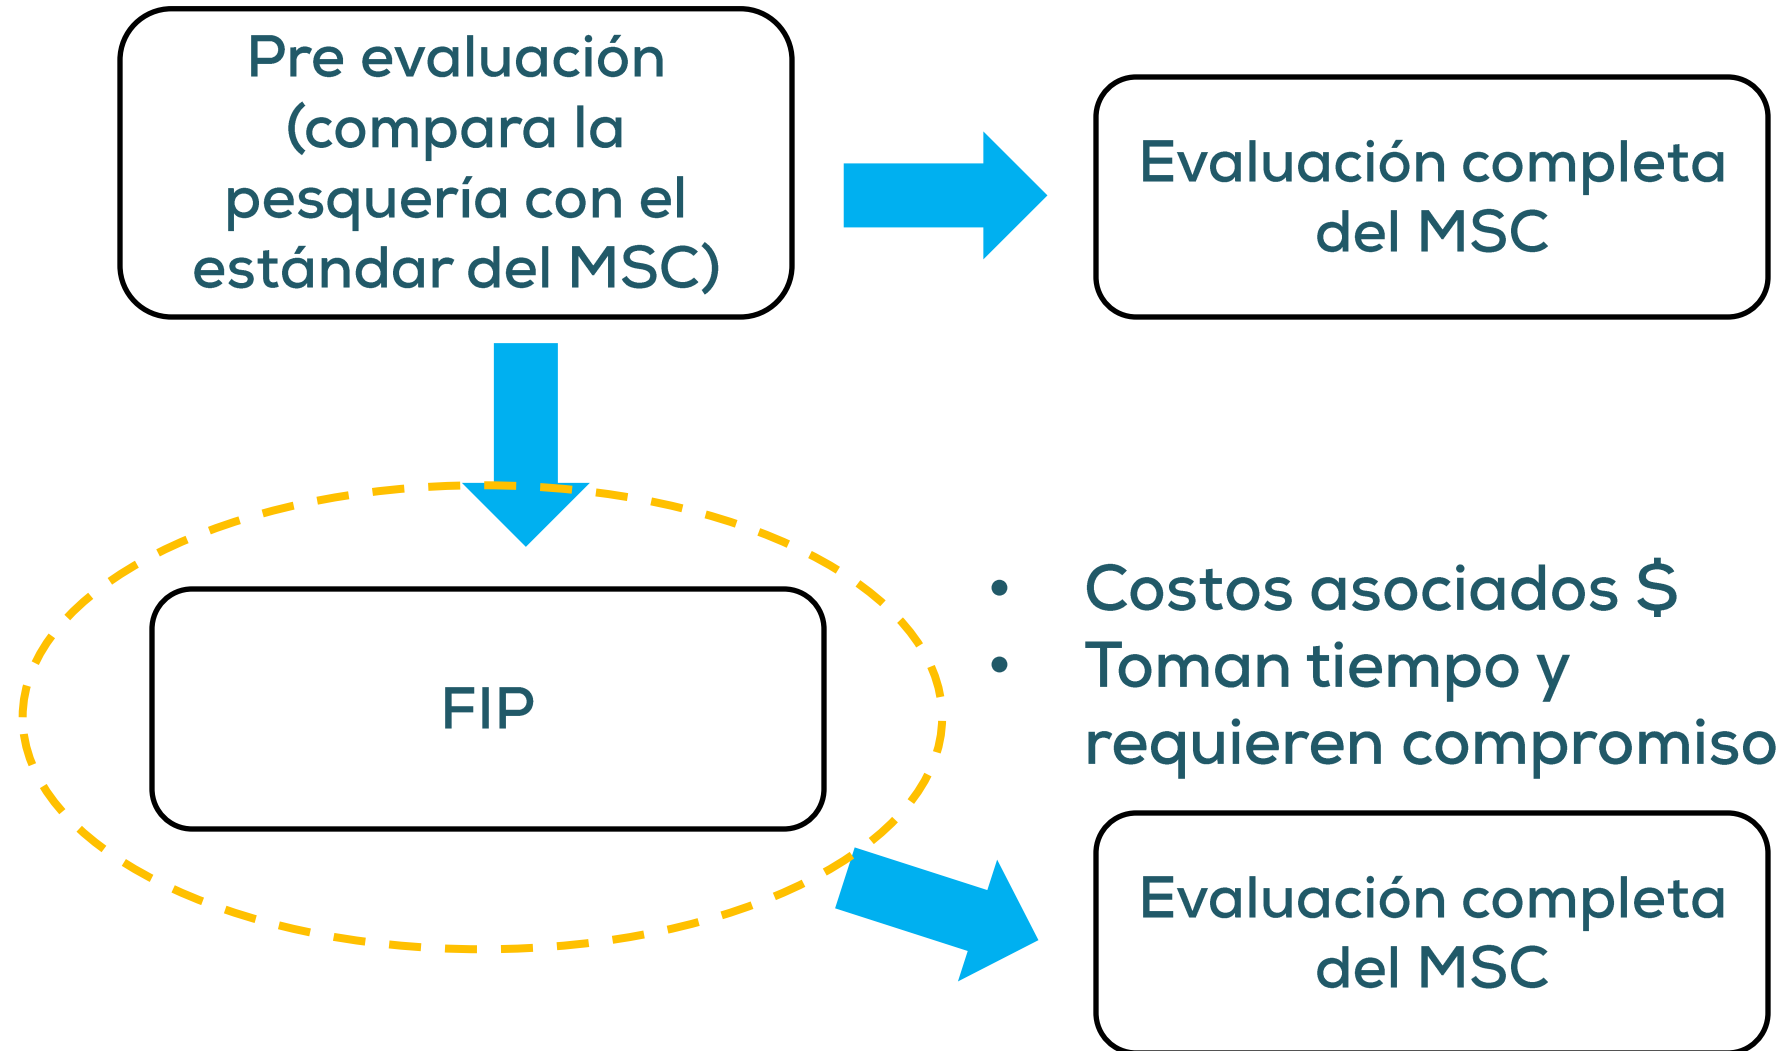 Pre evaluación
(compara la
pesquería con el
estándar del MSC)
Evaluación completa
del MSC
FIP
• Costos asociados $
• Toman tiempo y
requieren compromiso
Evaluación completa
del MSC